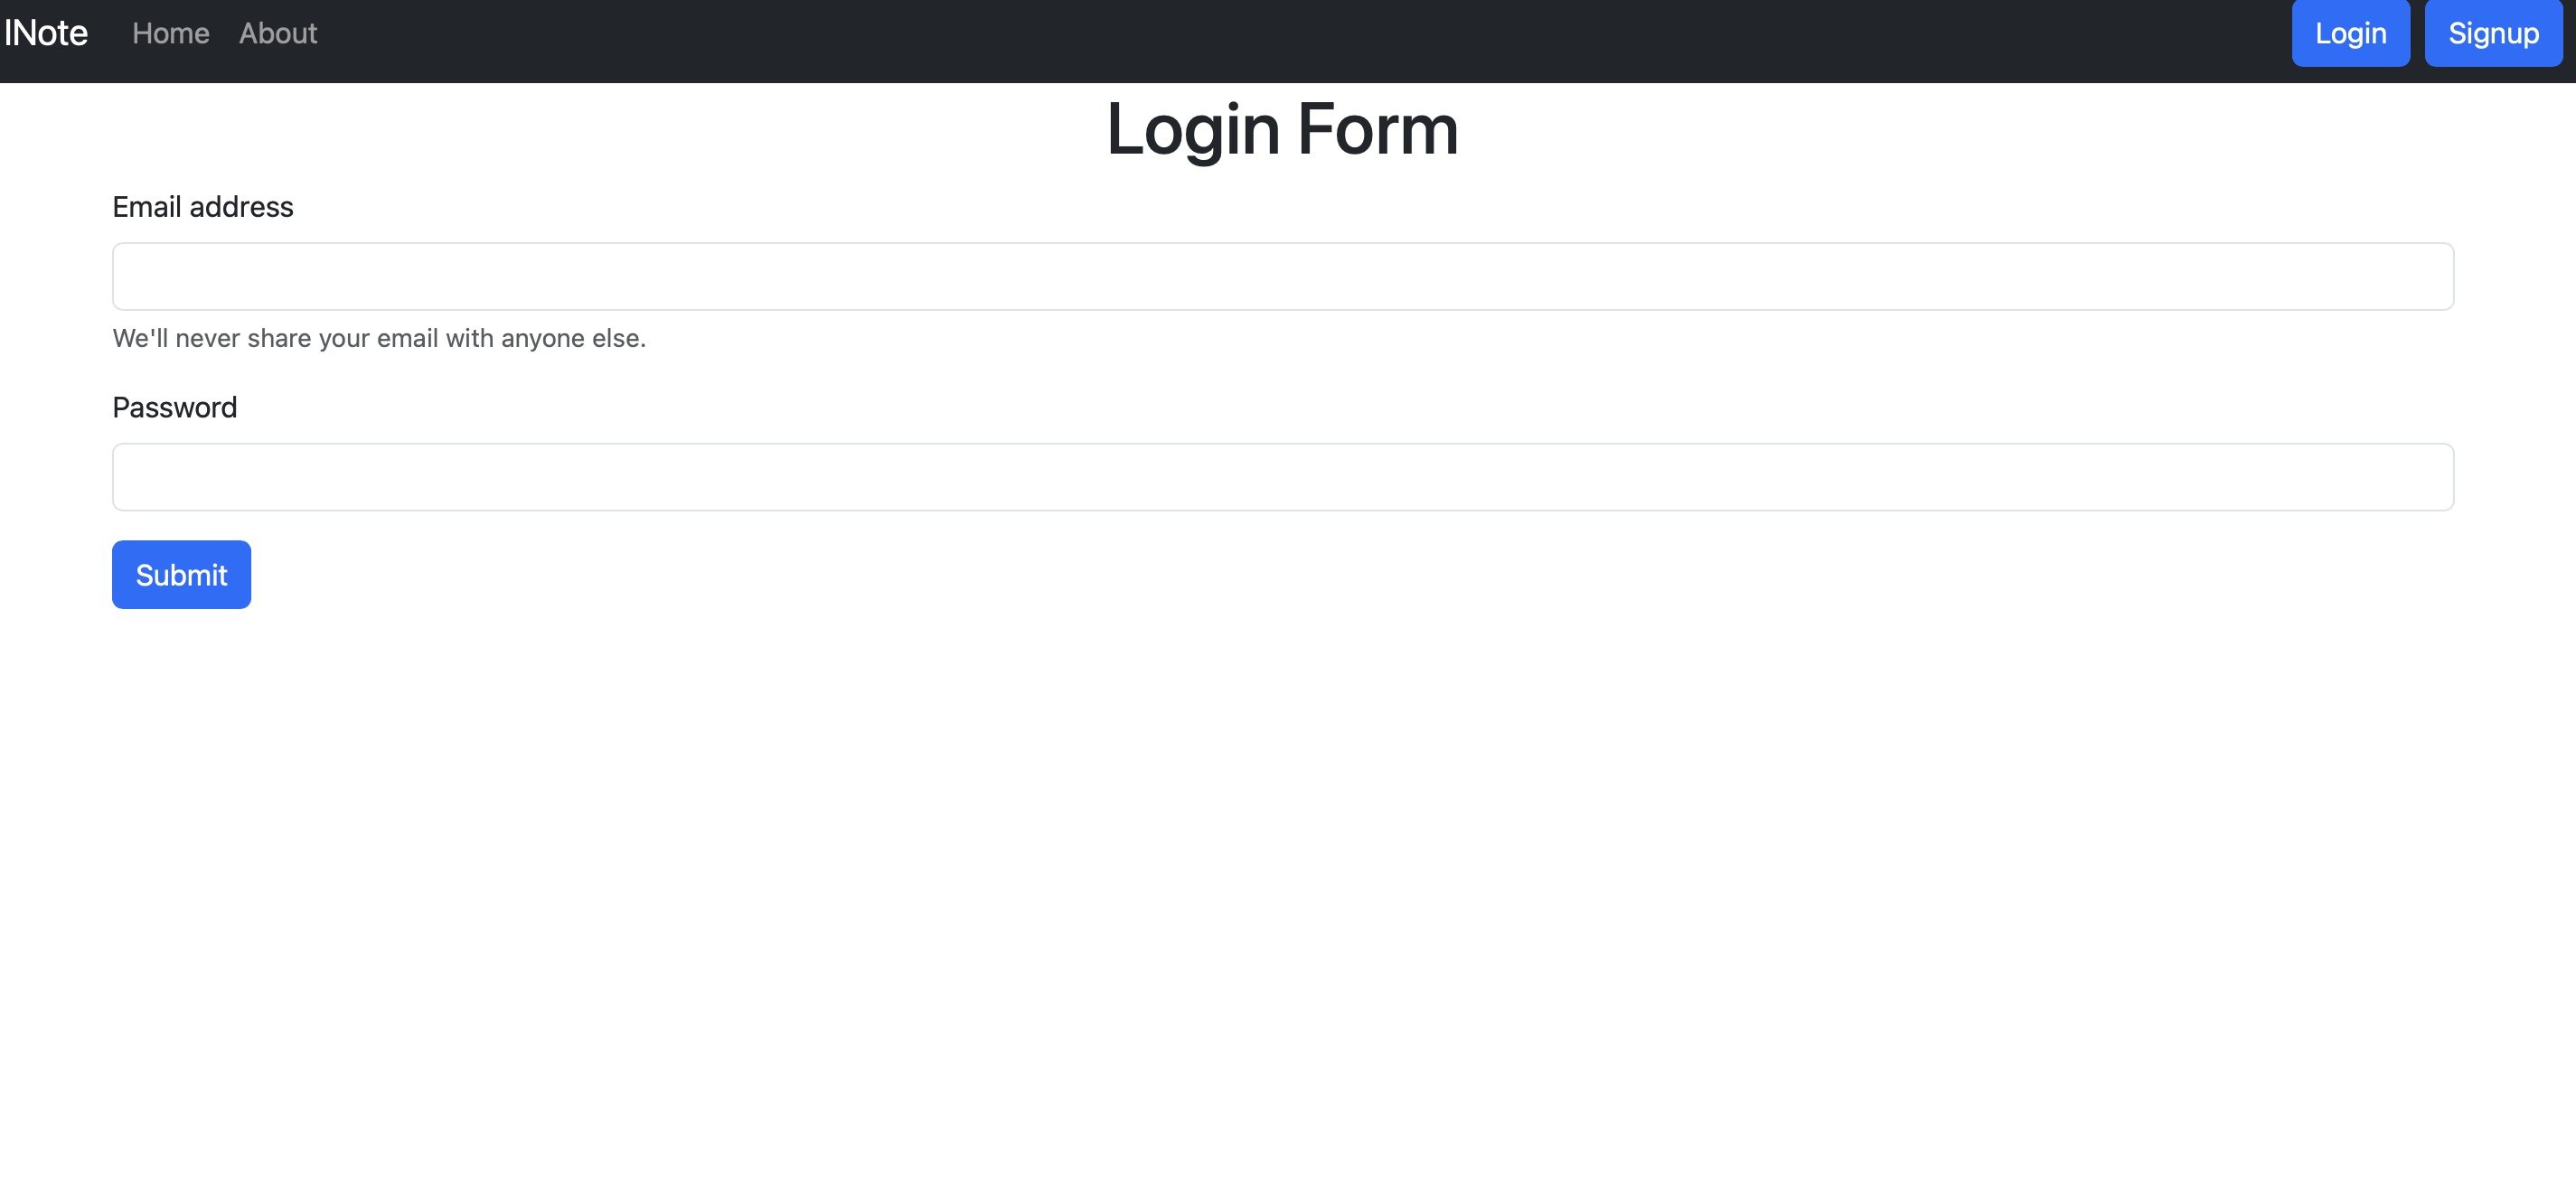 INote Home About Login Signup
Login Form
Email address
We'll never share your email with anyone else.
Password
Submit